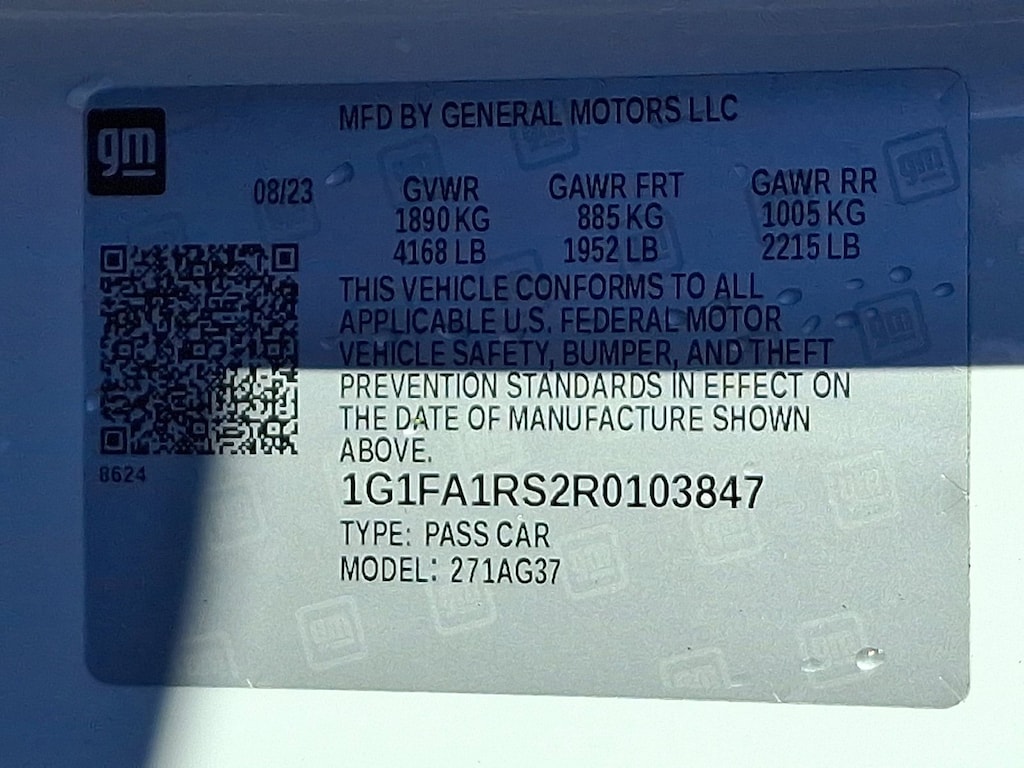 gm
MFD BY GENERAL MOTORS LLC
08/23 GVWR GAWR FRT GAWR RR
1890 KG 885 KG 1005 KG
4168 LB 1952 LB 2215 LB
THIS VEHICLE CONFORMS TO ALL
APPLICABLE U.S. FEDERAL MOTOR
VEHICLE SAFETY, BUMPER, AND THEFT
PREVENTION STANDARDS IN EFFECT ON
THE DATE OF MANUFACTURE SHOWN
ABOVE.
8624
1G1FA1RS2R0103847
TYPE: PASS CAR
MODEL: 271AG37